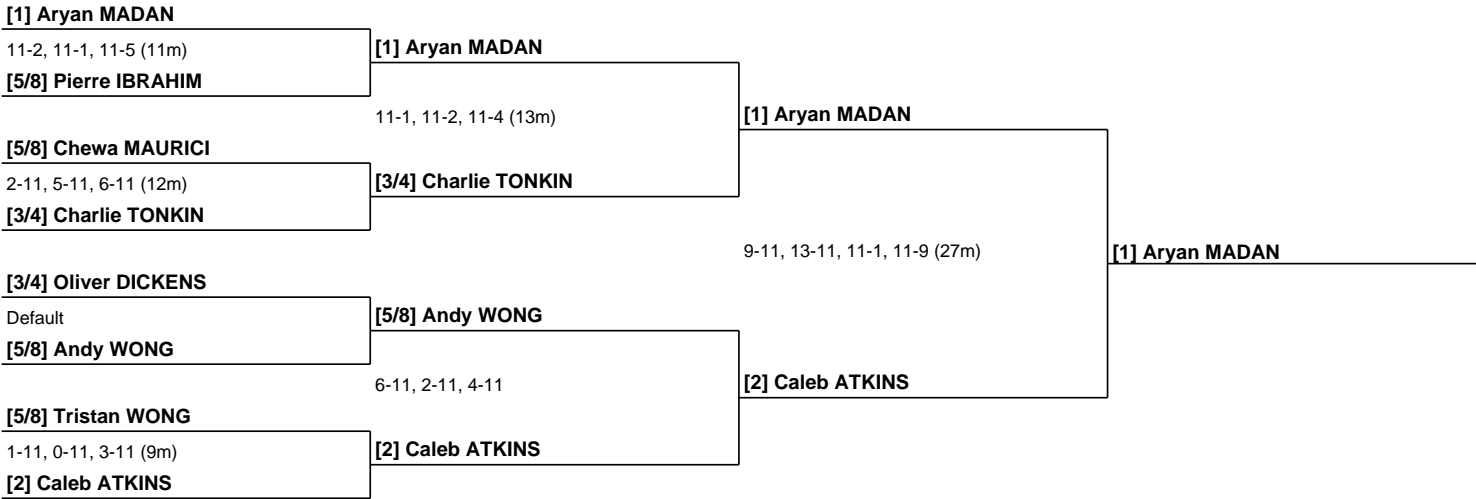 [1] Aryan MADAN
11-2, 11-1, 11-5 (11m)
[5/8] Pierre IBRAHIM
[5/8] Chewa MAURICI
2-11, 5-11, 6-11 (12m)
[3/4] Charlie TONKIN
[3/4] Oliver DICKENS
Default
[5/8] Andy WONG
[5/8] Tristan WONG
1-11, 0-11, 3-11 (9m)
[2] Caleb ATKINS
[1] Aryan MADAN
11-1, 11-2, 11-4 (13m)
[3/4] Charlie TONKIN
[5/8] Andy WONG
6-11, 2-11, 4-11
[2] Caleb ATKINS
[1] Aryan MADAN
9-11, 13-11, 11-1, 11-9 (27m)
[2] Caleb ATKINS
[1] Aryan MADAN